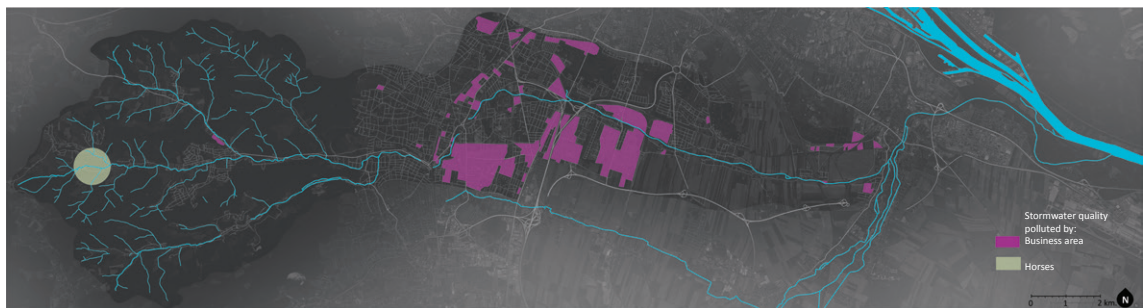 Stormwater quality
polluted by:
Business area
Horses
0 1 2 km
N